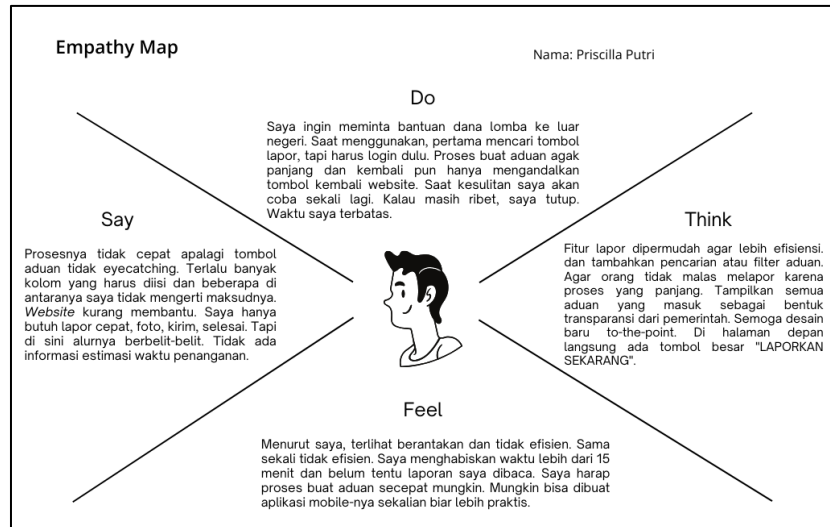 Empathy Map
Nama: Priscilla Putri
Do
Saya ingin meminta bantuan dana lomba ke luar
negeri. Saat menggunakan, pertama mencari tombol
lapor, tapi harus login dulu. Proses buat aduan agak
panjang dan kembali pun hanya mengandalkan
tombol kembali website. Saat kesulitan saya akan
coba sekali lagi. Kalau masih ribet, saya tutup.
Waktu saya terbatas.
Say
Prosesnya tidak cepat apalagi tombol
aduan tidak eyecatching. Terlalu banyak
kolom yang harus diisi dan beberapa di
antaranya saya tidak mengerti maksudnya.
Website kurang membantu. Saya hanya
butuh lapor cepat, foto, kirim, selesai. Tapi
di sini alurnya berbelit-belit. Tidak ada
informasi estimasi waktu penanganan.
Think
Fitur lapor dipermudah agar lebih efisiensi.
dan tambahkan pencarian atau filter aduan.
Agar orang tidak malas melapor karena
proses yang panjang. Tampilkan semua
aduan yang masuk sebagai bentuk
transparansi dari pemerintah. Semoga desain
baru to-the-point. Di halaman depan
langsung ada tombol besar "LAPORKAN
SEKARANG".
Feel
Menurut saya, terlihat berantakan dan tidak efisien. Sama
sekali tidak efisien. Saya menghabiskan waktu lebih dari 15
menit dan belum tentu laporan saya dibaca. Saya harap
proses buat aduan secepat mungkin. Mungkin bisa dibuat
aplikasi mobile-nya sekalian biar lebih praktis.